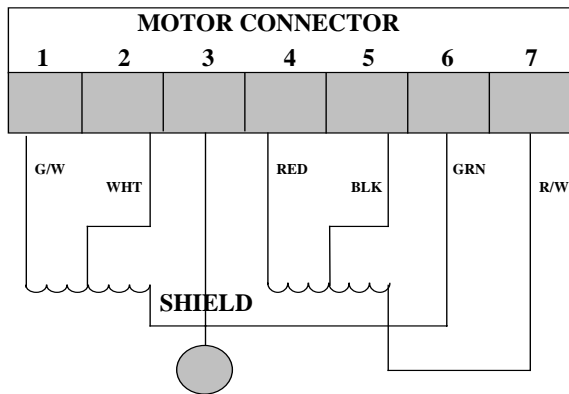 MOTOR CONNECTOR
1 2 3 4 5 6 7
G/W
WHT
RED
BLK
GRN
R/W
SHIELD